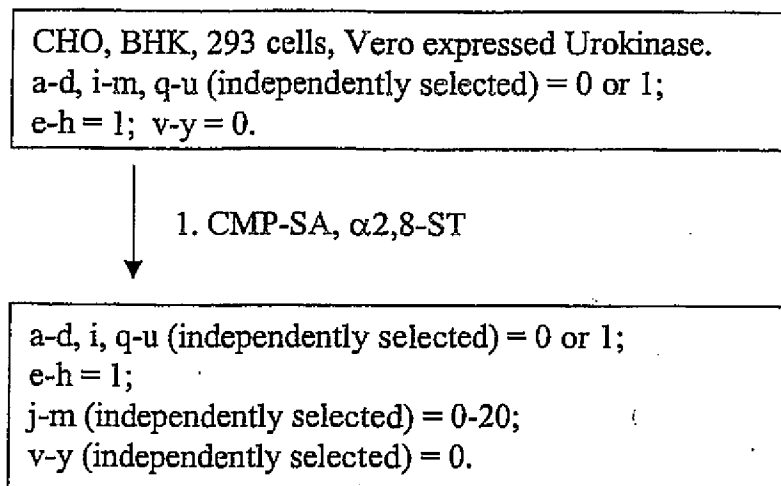 CHO, BHK, 293 cells, Vero expressed Urokinase.
a-d, i-m, q-u (independently selected) = 0 or 1;
e-h = 1; v-y = 0.
1. CMP-SA, α2,8-ST
a-d, i, q-u (independently selected) = 0 or 1;
e-h = 1;
j-m (independently selected) = 0-20;
v-y (independently selected) = 0.